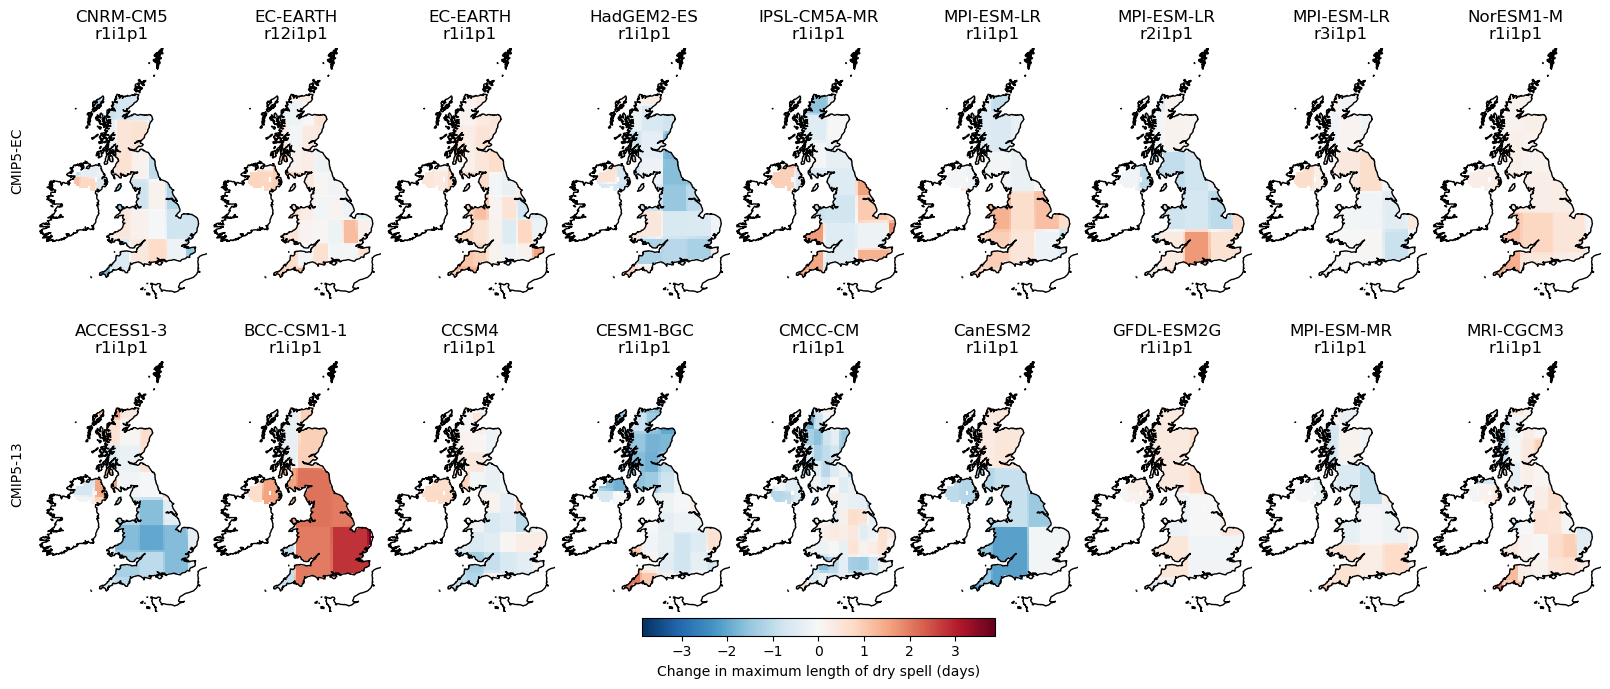 CNRM-CM5 EC-EARTH EC-EARTH HadGEM2-ES IPSL-CM5A-MR MPI-ESM-LR MPI-ESM-LR MPI-ESM-LR NorESM1-M
r1i1p1 r12i1p1 r1i1p1 r1i1p1 r1i1p1 r1i1p1 r2i1p1 r3i1p1 r1i1p1
CMIP5-EC
ACCESS1-3 BCC-CSM1-1 CCSM4 CESM1-BGC CMCC-CM CanESM2 GFDL-ESM2G MPI-ESM-MR MRI-CGCM3
r1i1p1 r1i1p1 r1i1p1 r1i1p1 r1i1p1 r1i1p1 r1i1p1 r1i1p1 r1i1p1
CMIP5-13
−3 −2 −1 0 1 2 3
Change in maximum length of dry spell (days)